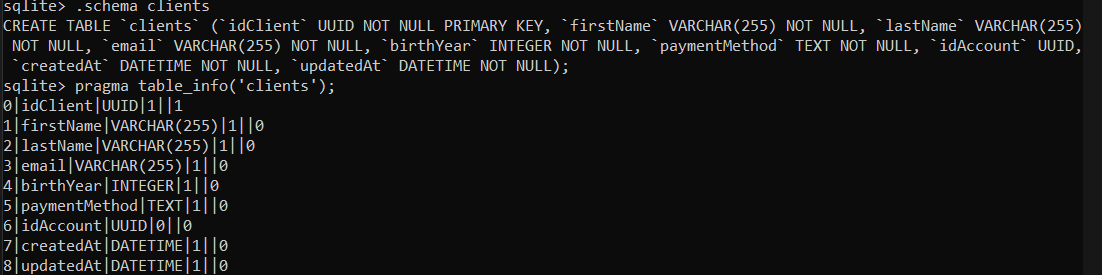 sqlite> .schema clients
CREATE TABLE `clients` (`idClient` UUID NOT NULL PRIMARY KEY, `firstName` VARCHAR(255) NOT NULL, `lastName` VARCHAR(255)
 NOT NULL, `email` VARCHAR(255) NOT NULL, `birthYear` INTEGER NOT NULL, `paymentMethod` TEXT NOT NULL, `idAccount` UUID,
 `createdAt` DATETIME NOT NULL, `updatedAt` DATETIME NOT NULL);
sqlite> pragma table_info('clients');
0|idClient|UUID|1||1
1|firstName|VARCHAR(255)|1||0
2|lastName|VARCHAR(255)|1||0
3|email|VARCHAR(255)|1||0
4|birthYear|INTEGER|1||0
5|paymentMethod|TEXT|1||0
6|idAccount|UUID|0||0
7|createdAt|DATETIME|1||0
8|updatedAt|DATETIME|1||0